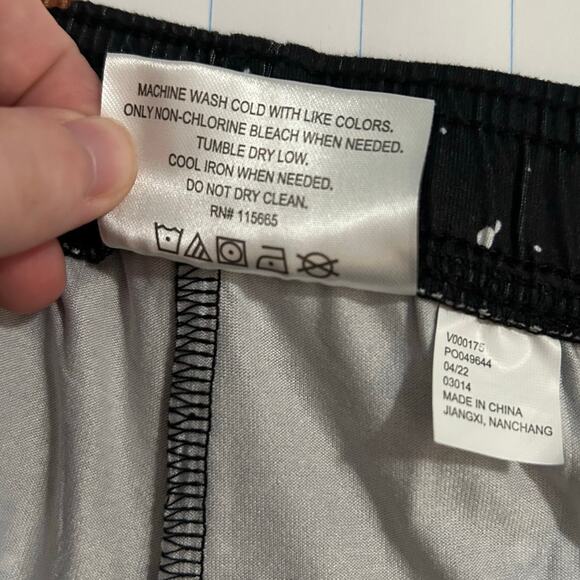 MACHINE WASH COLD WITH LIKE COLORS.
ONLY NON-CHLORINE BLEACH WHEN NEEDED.
TUMBLE DRY LOW.
COOL IRON WHEN NEEDED.
DO NOT DRY CLEAN.
RN# 115665
V000175
PO049644
04/22
03014
MADE IN CHINA
JIANGXI, NANCHANG